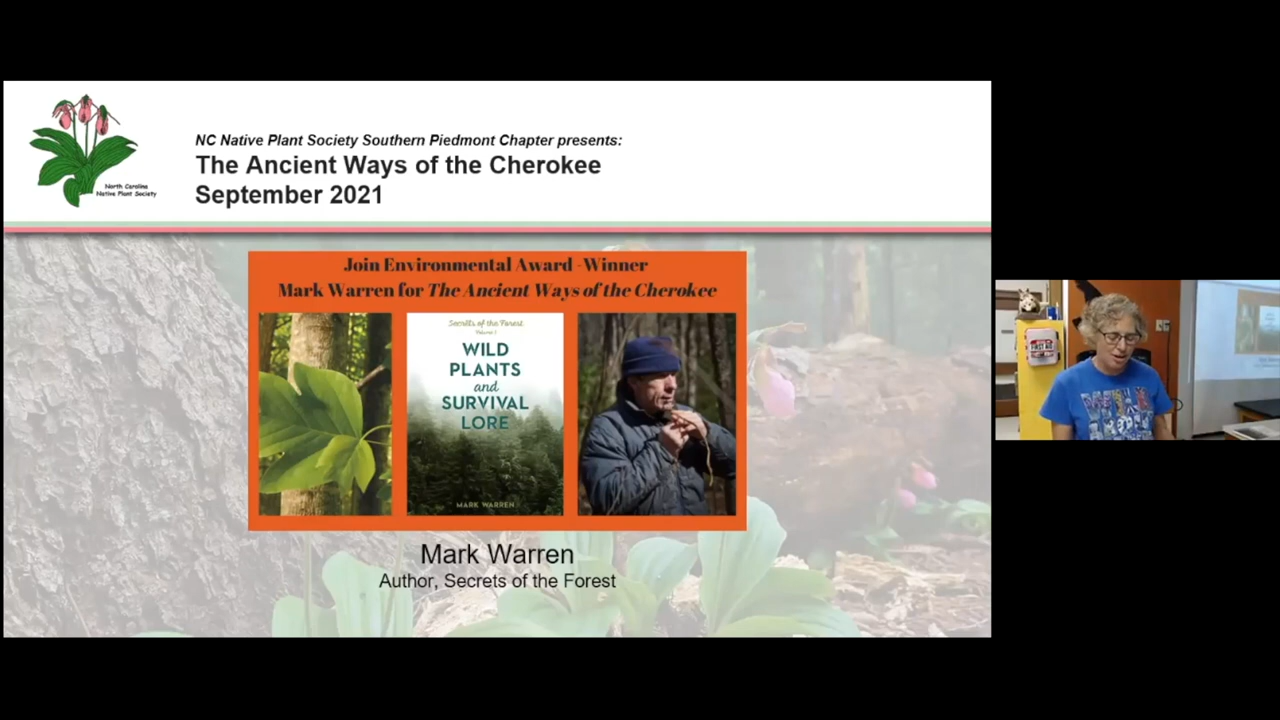 North Carolina
Native Plant Society
NC Native Plant Society Southern Piedmont Chapter presents:
The Ancient Ways of the Cherokee
September 2021
Join Environmental Award -Winner
Mark Warren for The Ancient Ways of the Cherokee
Secrets of the Forest
WILD
PLANTS
and
SURVIVAL
LORE
MARK WARREN
Mark Warren
Author, Secrets of the Forest
FIRST AID